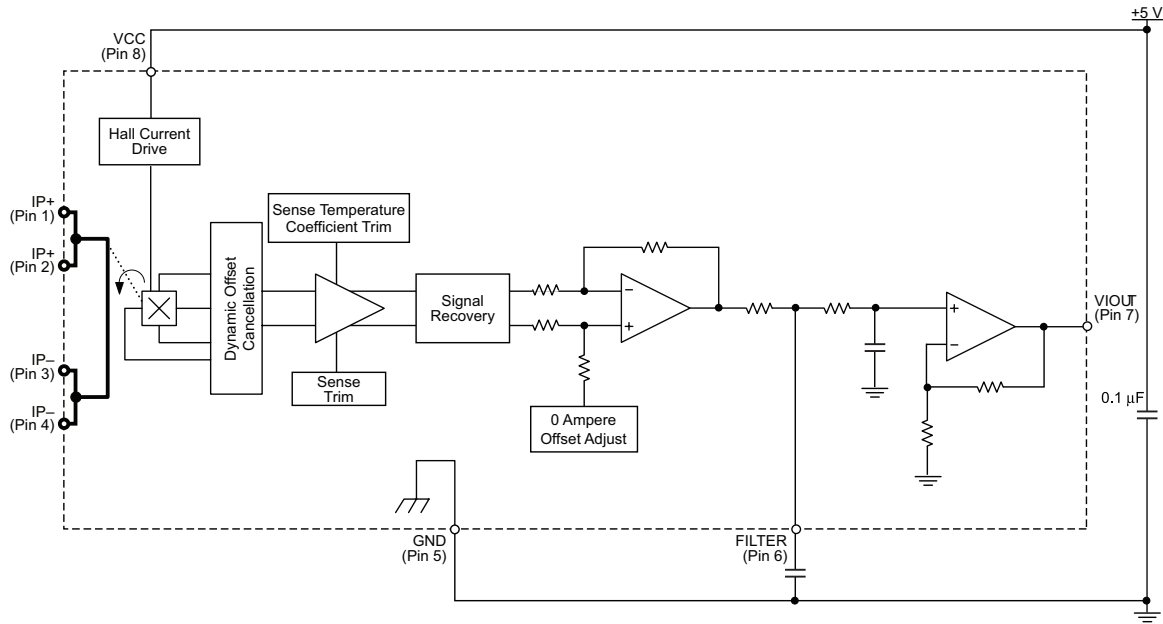 +5 V
VCC
(Pin 8)
Hall Current
Drive
IP+
(Pin 1)
IP+
(Pin 2)
IP–
(Pin 3)
IP–
(Pin 4)
Dynamic Offset
Cancellation
Sense Temperature
Coefficient Trim
Sense
Trim
Signal
Recovery
0 Ampere
Offset Adjust
–
+
+
–
VIOUT
(Pin 7)
0.1 μF
GND
(Pin 5)
FILTER
(Pin 6)